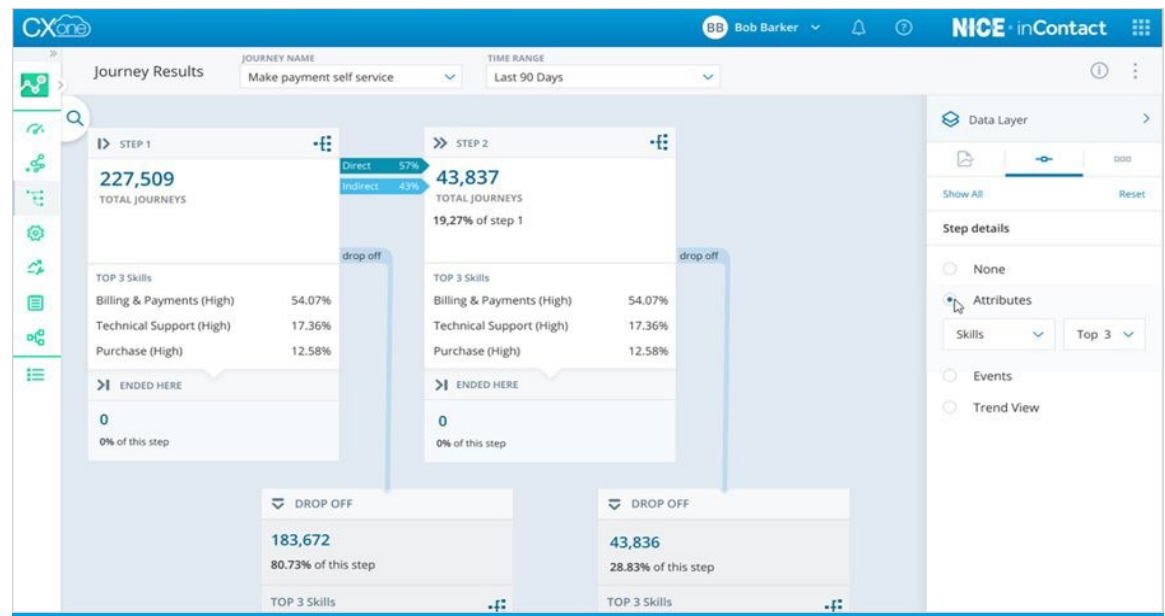 CXone
BB Bob Barker
NICE inContact
Journey Results
JOURNEY NAME
Make payment self service
TIME RANGE
Last 90 Days
STEP 1
227,509
TOTAL JOURNEYS
Direct 57%
Indirect 43%
drop off
TOP 3 Skills
Billing & Payments (High) 54.07%
Technical Support (High) 17.36%
Purchase (High) 12.58%
ENDED HERE
0
0% of this step
STEP 2
43,837
TOTAL JOURNEYS
19,27% of step 1
drop off
TOP 3 Skills
Billing & Payments (High) 54.07%
Technical Support (High) 17.36%
Purchase (High) 12.58%
ENDED HERE
0
0% of this step
DROP OFF
183,672
80.73% of this step
TOP 3 Skills
DROP OFF
43,836
28.83% of this step
TOP 3 Skills
Data Layer
Show All Reset
Step details
None
Attributes
Skills Top 3
Events
Trend View